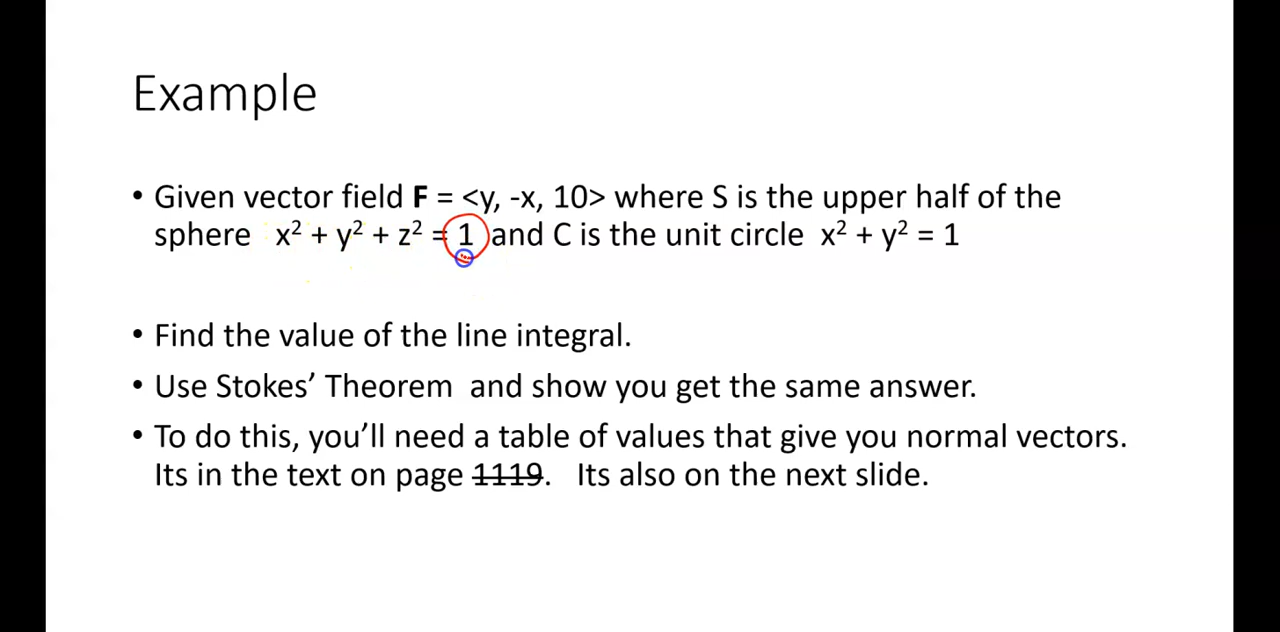 Example
• Given vector field F = <y, -x, 10> where S is the upper half of the
sphere x² + y² + z² = 1 and C is the unit circle x² + y² = 1
• Find the value of the line integral.
• Use Stokes’ Theorem and show you get the same answer.
• To do this, you’ll need a table of values that give you normal vectors.
Its in the text on page 1119. Its also on the next slide.